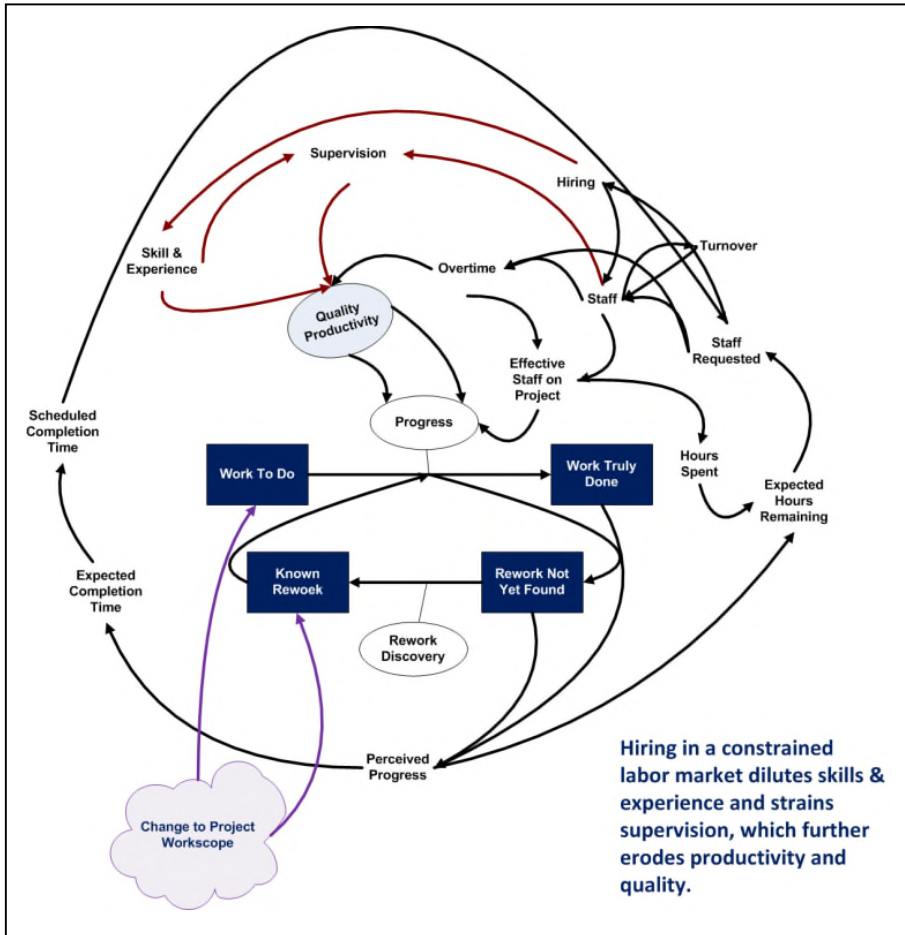 Supervision
Hiring
Skill &
Experience
Turnover
Overtime
Staff
Quality
Productivity
Staff
Requested
Effective
Staff on
Project
Scheduled
Completion
Time
Progress
Work To Do
Work Truly
Done
Hours
Spent
Expected
Hours
Remaining
Expected
Completion
Time
Known
Rewoek
Rework Not
Yet Found
Rework
Discovery
Perceived
Progress
Change to Project
Workscope
Hiring in a constrained
labor market dilutes skills &
experience and strains
supervision, which further
erodes productivity and
quality.